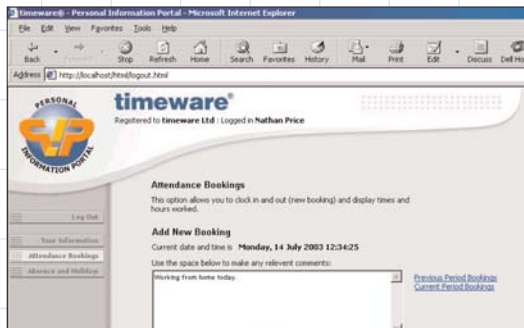 timeware® - Personal Information Portal - Microsoft Internet Explorer
File Edit View Favorites Tools Help
Back Forward Stop Refresh Home Search Favorites History Mail Print Edit Discuss Dell Ho
Address http://localhost/html/logout.html
PERSONAL
INFORMATION PORTAL
timeware®
Registered to timeware Ltd : Logged in Nathan Price
Attendance Bookings
This option allows you to clock in and out (new booking) and display times and
hours worked.
Log Out
Your Information
Attendance Bookings
Absence and Holidays
Add New Booking
Current date and time is Monday, 14 July 2003 12:34:25
Use the space below to make any relevent comments:
Working from home today.
Previous Period Bookings
Current Period Bookings